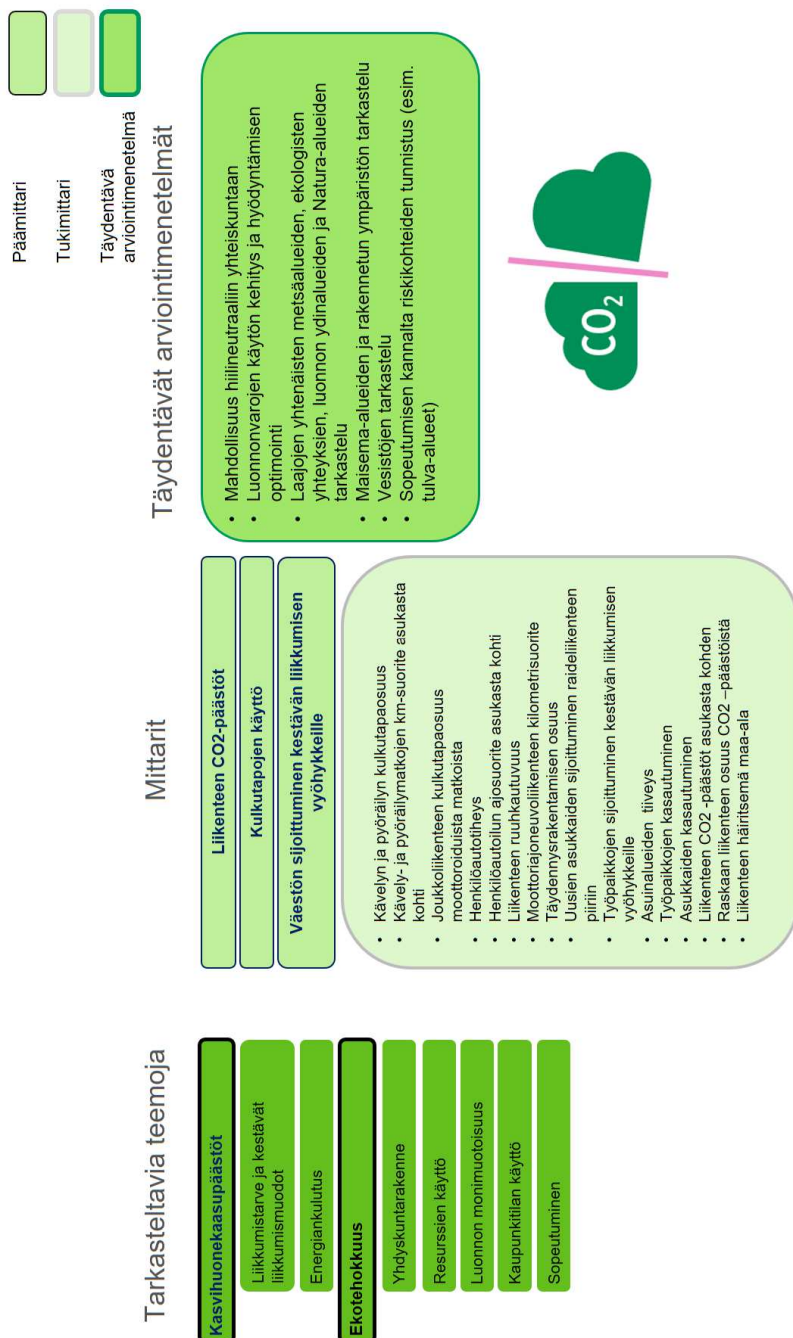 Tarkasteltavia teemoja
Kasvihuonekaasupäästöt
Liikkumistarve ja kestävät
liikkumismuodot
Energiankulutus
Ekotehokkuus
Yhdyskuntarakenne
Resurssien käyttö
Luonnon monimuotoisuus
Kaupunkitilan käyttö
Sopeutuminen
Mittarit
Liikenteen CO2-päästöt
Kulkutapojen käyttö
Väestön sijoittuminen kestävän liikkumisen
vyöhykkeille
• Kävelyn ja pyöräilyn kulkutapaosuus
• Kävely- ja pyöräilymatkojen km-suorite asukasta
kohti
• Joukkoliikenteen kulkutapaosuus
moottoroiduista matkoista
• Henkilöautotiheys
• Henkilöautoilun ajosuorite asukasta kohti
• Liikenteen ruuhkautuvuus
• Moottoriajoneuvoliikenteen kilometrisuorite
• Täydennysrakentamisen osuus
• Uusien asukkaiden sijoittuminen raideliikenteen
piiriin
• Työpaikkojen sijoittuminen kestävän liikkumisen
vyöhykkeille
• Asuinalueiden tiiveys
• Työpaikkojen kasautuminen
• Asukkaiden kasautuminen
• Liikenteen CO2 -päästöt asukasta kohden
• Raskaan liikenteen osuus CO2 –päästöistä
• Liikenteen häiritsemä maa-ala
Täydentävät arviointimenetelmät
• Mahdollisuus hiilineutraaliin yhteiskuntaan
• Luonnonvarojen käytön kehitys ja hyödyntämisen
optimointi
• Laajojen yhtenäisten metsäalueiden, ekologisten
yhteyksien, luonnon ydinalueiden ja Natura-alueiden
tarkastelu
• Maisema-alueiden ja rakennetun ympäristön tarkastelu
• Vesistöjen tarkastelu
• Sopeutumisen kannalta riskikohteiden tunnistus (esim.
tulva-alueet)
CO₂
Päämittari
Tukimittari
Täydentävä
arviointimenetelmä